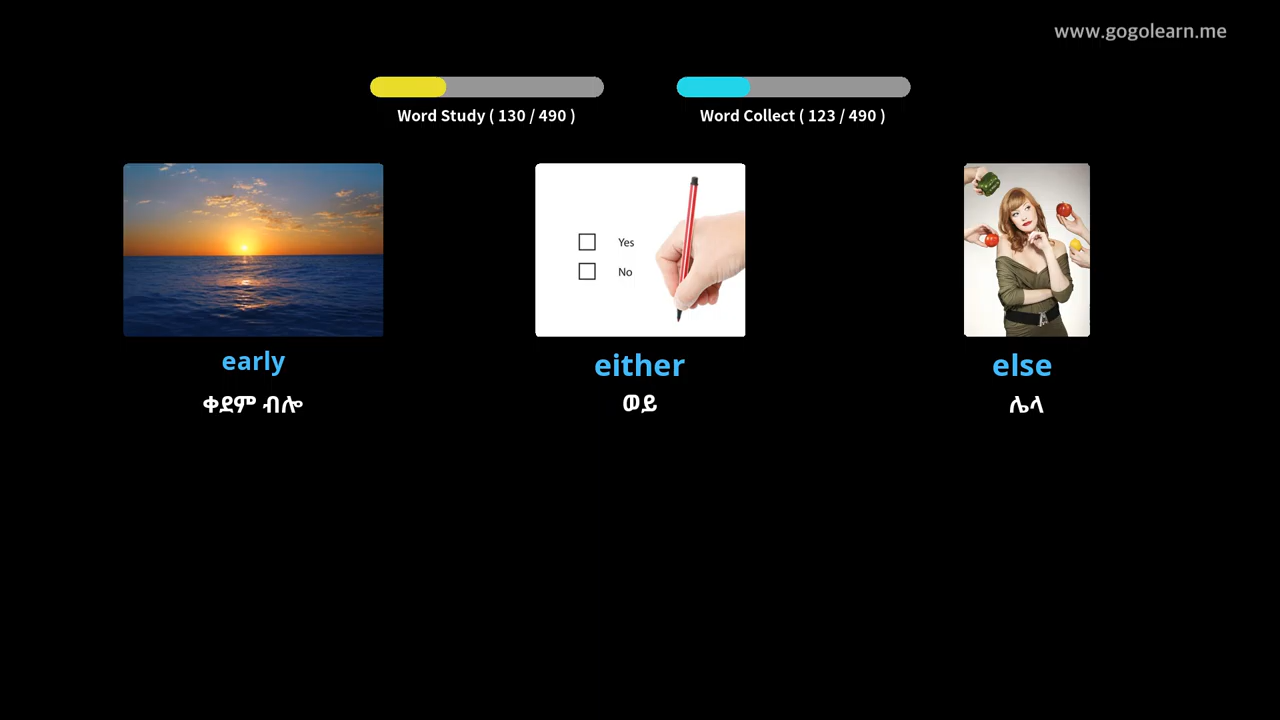 www.gogolearn.me
Word Study ( 130 / 490 )
Word Collect ( 123 / 490 )
Yes
No
early
either
else
ቀደም ብሎ
ወይ
ሌላ